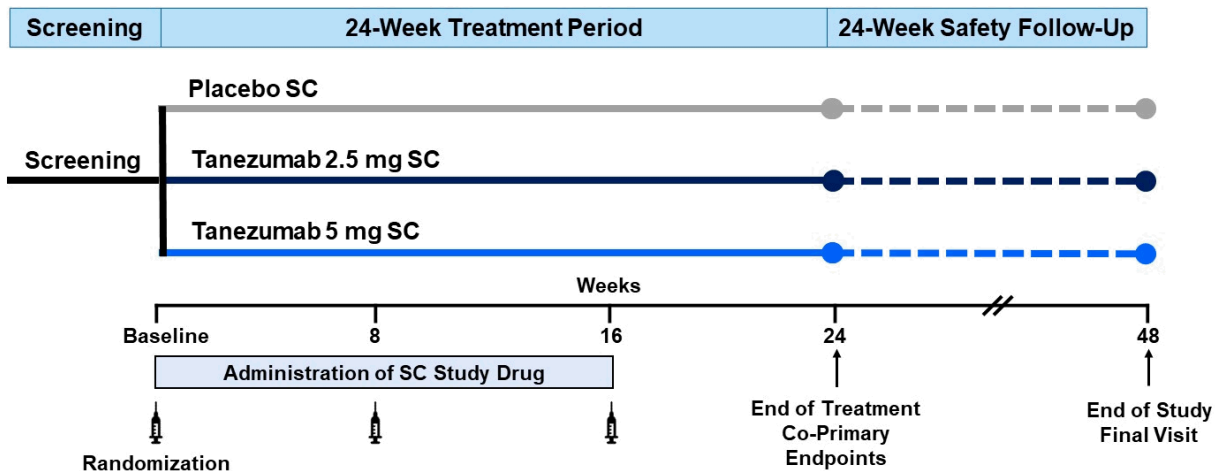 Screening 24-Week Treatment Period 24-Week Safety Follow-Up
Placebo SC
Screening
Tanezumab 2.5 mg SC
Tanezumab 5 mg SC
Weeks
Baseline 8 16 24 48
Administration of SC Study Drug
Randomization
End of Treatment
Co-Primary
Endpoints
End of Study
Final Visit